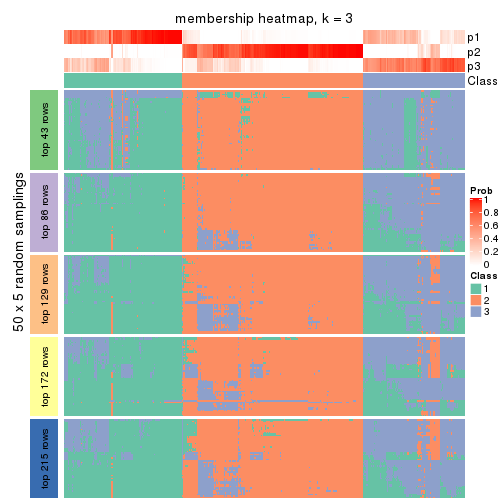 membership heatmap, k = 3
p1
p2
p3
Class
50 x 5 random samplings
top 43 rows
top 86 rows
top 129 rows
top 172 rows
top 215 rows
Prob
1
0.8
0.6
0.4
0.2
0
Class
1
2
3